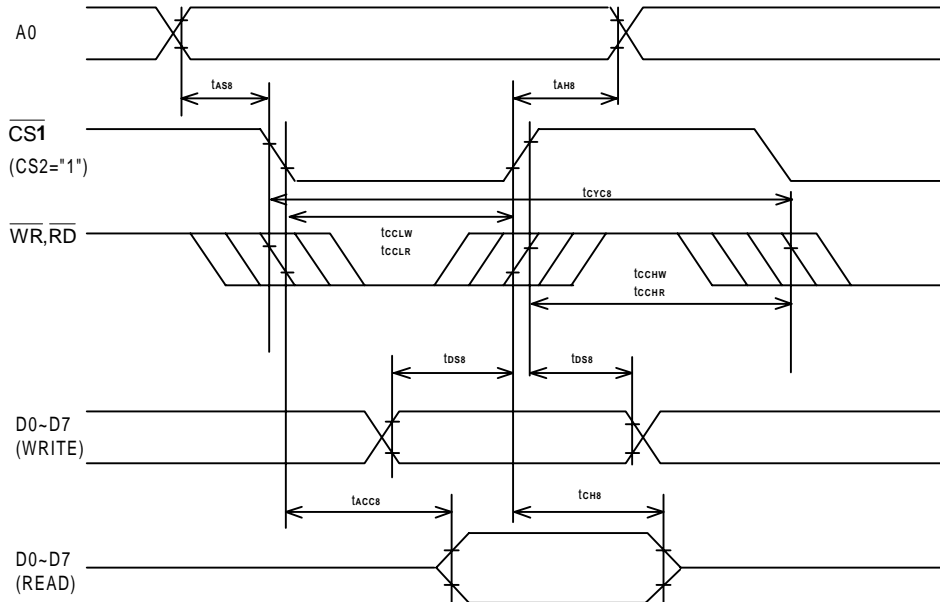 A0
tAS8
tAH8
CS1
(CS2="1")
tCYC8
WR,RD
tCCLW
tCCLR
tCCHW
tCCHR
tDS8
tDS8
D0~D7
(WRITE)
tACC8
tCH8
D0~D7
(READ)